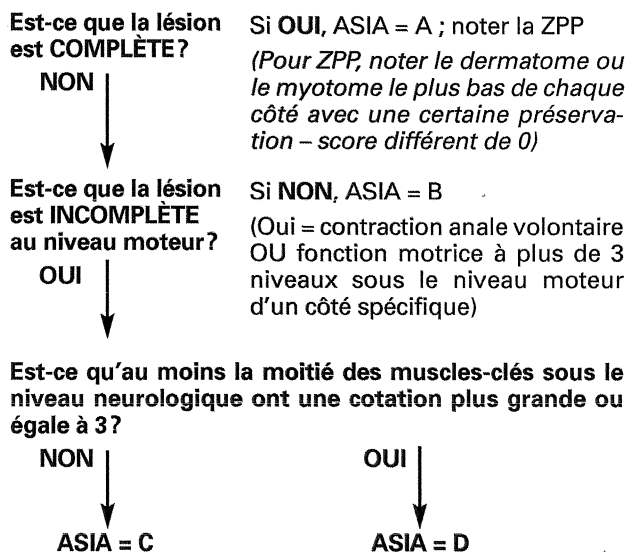 Est-ce que la lésion
est COMPLÈTE ?
Si OUI, ASIA = A ; noter la ZPP
(Pour ZPP, noter le dermatome ou
le myotome le plus bas de chaque
côté avec une certaine préserva-
tion – score différent de 0)
NON
Est-ce que la lésion
est INCOMPLÈTE
au niveau moteur ?
Si NON, ASIA = B
(Oui = contraction anale volontaire
OU fonction motrice à plus de 3
niveaux sous le niveau moteur
d'un côté spécifique)
OUI
Est-ce qu'au moins la moitié des muscles-clés sous le
niveau neurologique ont une cotation plus grande ou
égale à 3 ?
NON
OUI
ASIA = C
ASIA = D